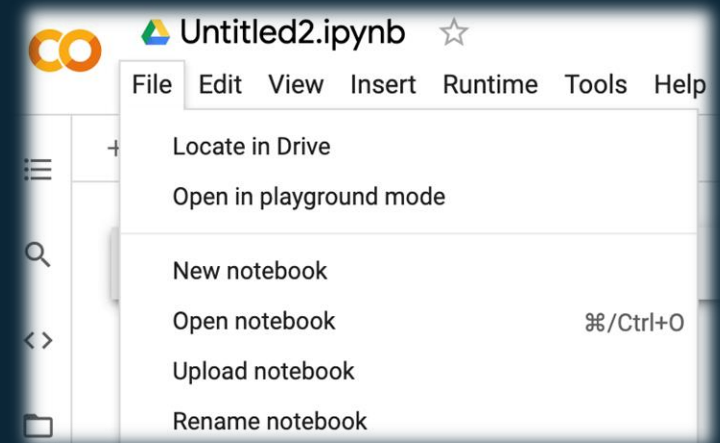 Untitled2.ipynb
File Edit View Insert Runtime Tools Help
Locate in Drive
Open in playground mode
New notebook
Open notebook ⌘/Ctrl+O
Upload notebook
Rename notebook